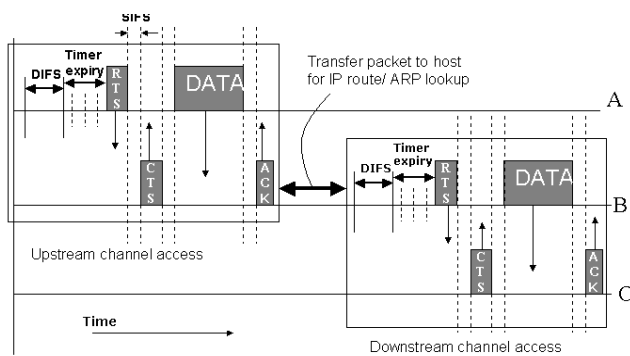 SIFS
Timer
expiry
DIFS
RTS
DATA
CTS
ACK
A
Transfer packet to host
for IP route/ ARP lookup
Upstream channel access
Timer
expiry
DIFS
RTS
DATA
CTS
ACK
B
C
Time
Downstream channel access